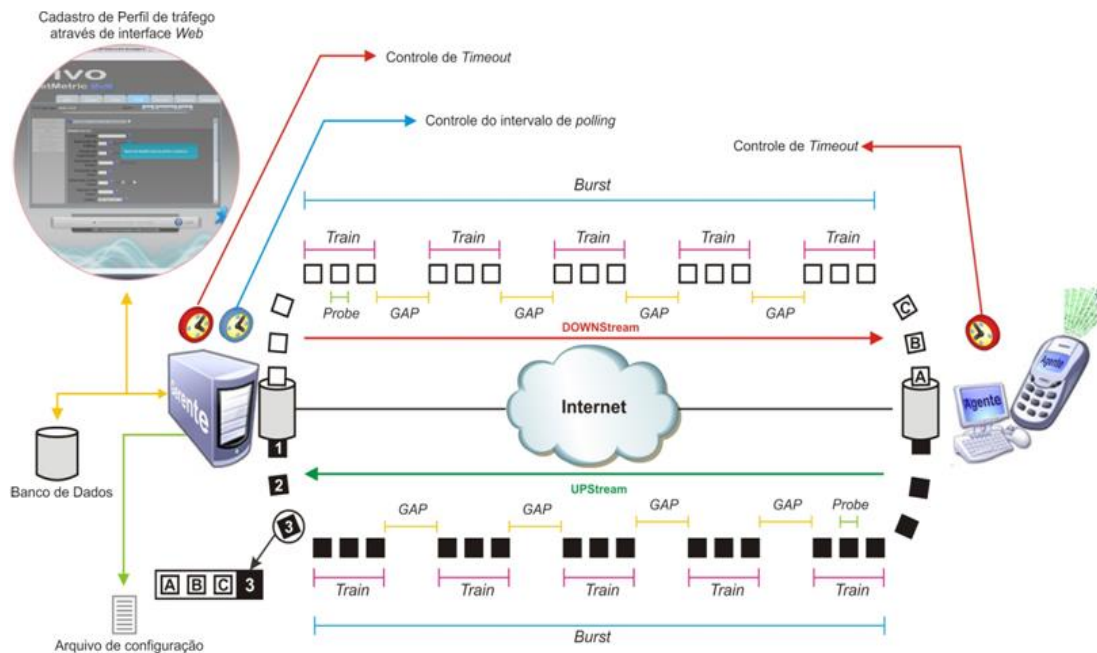 Cadastro de Perfil de tráfego
através de interface Web
IVO
Controle de Timeout
Controle do intervalo de polling
Controle de Timeout
Burst
Train
Train
Train
Train
Train
Probe
GAP
GAP
GAP
GAP
DOWNStream
C
B
A
Agente
Agente
Gerente
Internet
1
2
3
UPStream
Banco de Dados
GAP
GAP
GAP
GAP
Probe
A B C 3
Train
Train
Train
Train
Train
Burst
Arquivo de configuração